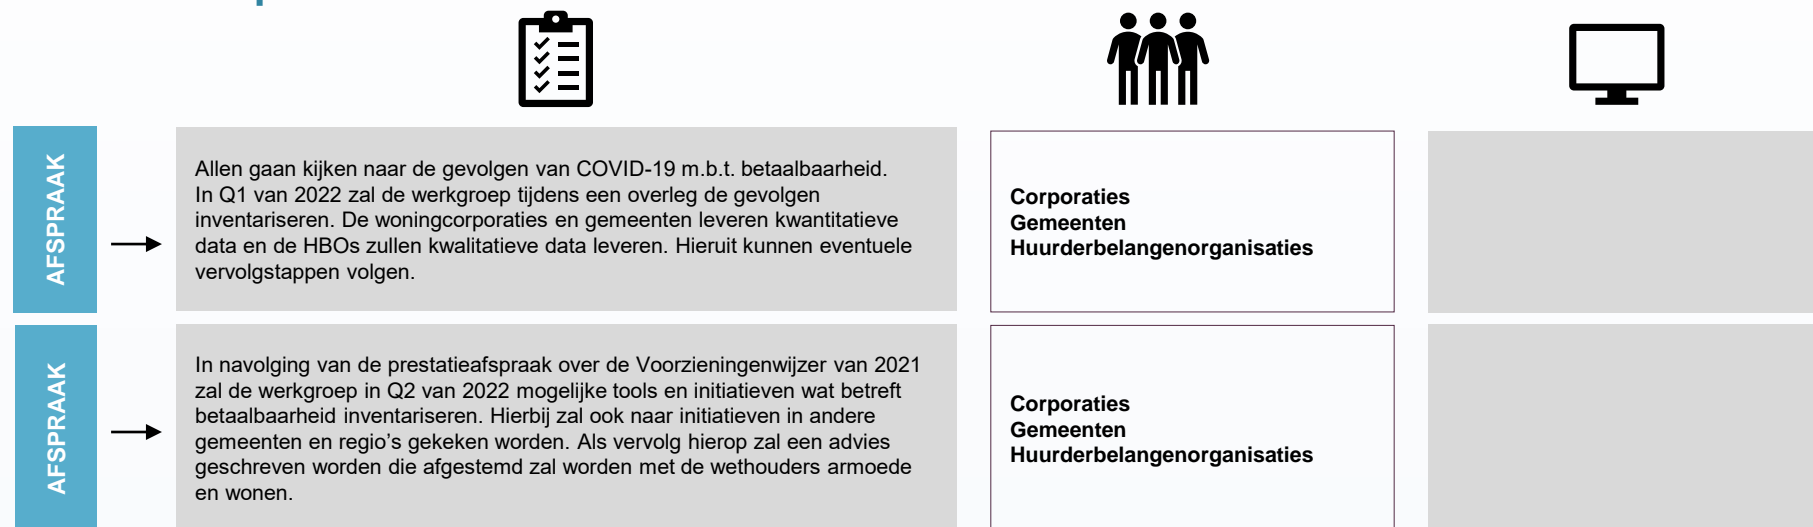 AFSPRAAK
Allen gaan kijken naar de gevolgen van COVID-19 m.b.t. betaalbaarheid.
In Q1 van 2022 zal de werkgroep tijdens een overleg de gevolgen
inventariseren. De woningcorporaties en gemeenten leveren kwantitatieve
data en de HBOs zullen kwalitatieve data leveren. Hieruit kunnen eventuele
vervolgstappen volgen.
Corporaties
Gemeenten
Huurderbelangenorganisaties
AFSPRAAK
In navolging van de prestatieafspraak over de Voorzieningenwijzer van 2021
zal de werkgroep in Q2 van 2022 mogelijke tools en initiatieven wat betreft
betaalbaarheid inventariseren. Hierbij zal ook naar initiatieven in andere
gemeenten en regio's gekeken worden. Als vervolg hierop zal een advies
geschreven worden die afgestemd zal worden met de wethouders armoede
en wonen.
Corporaties
Gemeenten
Huurderbelangenorganisaties